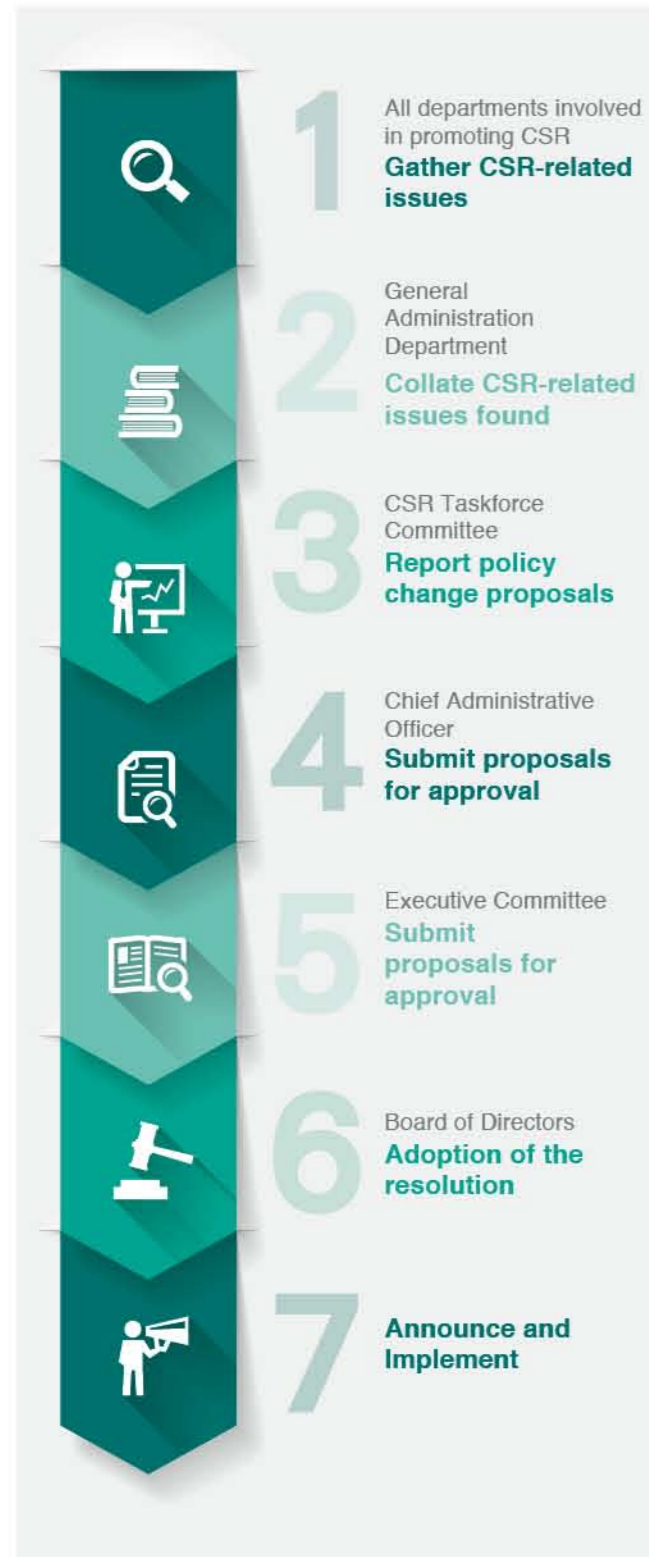 1
All departments involved
in promoting CSR
Gather CSR-related
issues
2
General
Administration
Department
Collate CSR-related
issues found
3
CSR Taskforce
Committee
Report policy
change proposals
4
Chief Administrative
Officer
Submit proposals
for approval
5
Executive Committee
Submit
proposals for
approval
6
Board of Directors
Adoption of the
resolution
7
Announce and
Implement